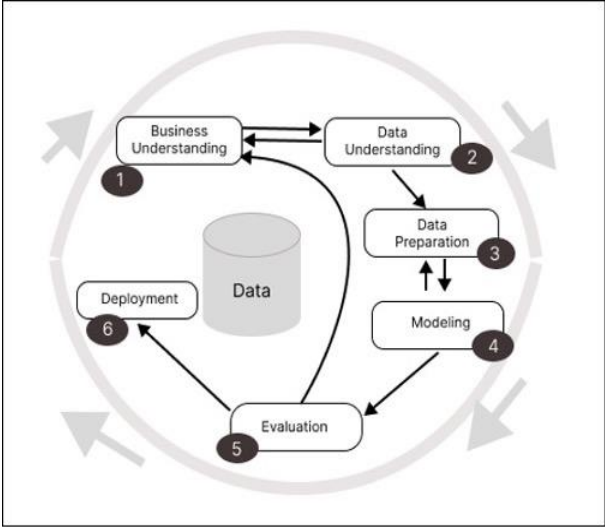 Business
Understanding
1
Data
Understanding
2
Data
Preparation
3
Modeling
4
Evaluation
5
Deployment
6
Data